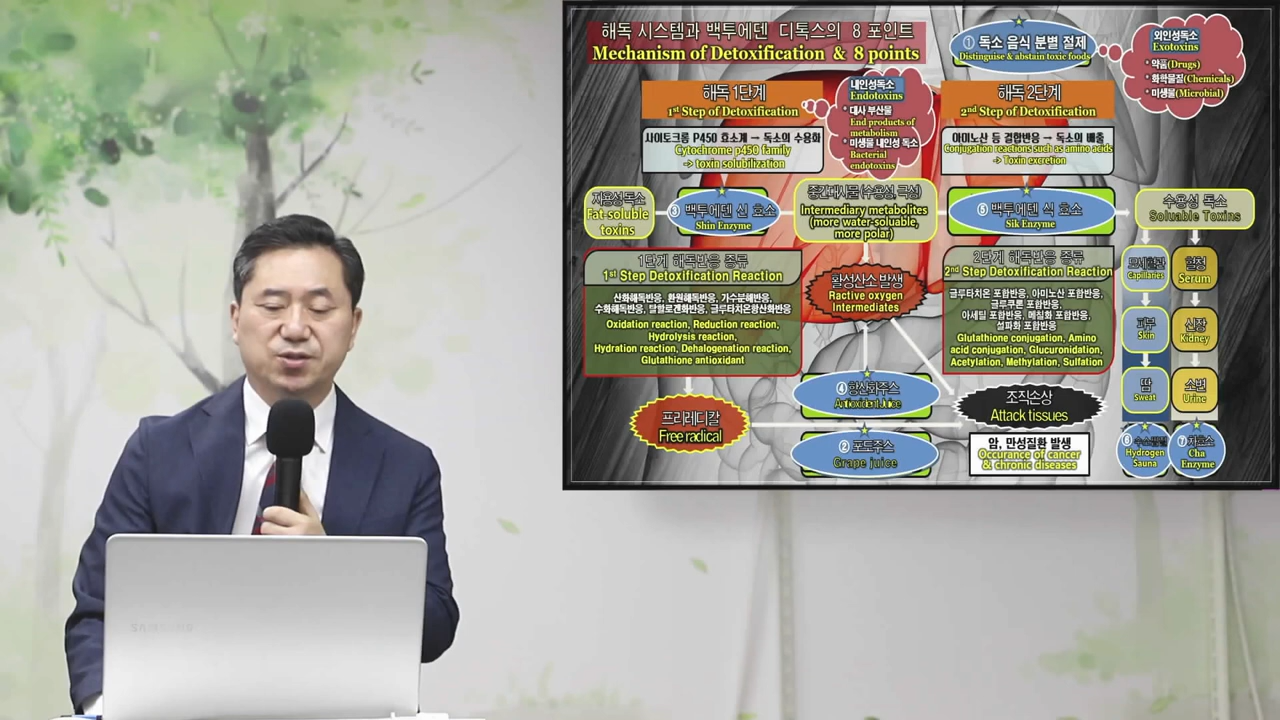 해독 시스템과 백투에덴 디톡스의 8 포인트
Mechanism of Detoxification & 8 points
① 독소 음식 분별 절제
Distinguise & abstain toxic foods
외인성독소
Exotoxins
* 약품(Drugs)
* 화학물질(Chemicals)
* 미생물(Microbial)
해독 1단계
1st Step of Detoxification
내인성독소
Endotoxins
* 대사 부산물
End products of
metabolism
* 미생물 내인성 독소
Bacterial
endotoxins
해독 2단계
2nd Step of Detoxification
사이토크롬 P450 효소계 → 독소의 수용화
Cytochrome p450 family
-> toxin solubilization
아미노산 등 결합반응 → 독소의 배출
Conjugation reactions such as amino acids
-> Toxin excretion
지용성독소
Fat-soluble
toxins
③ 백투에덴 신 효소
Shin Enzyme
중간대사물 (수용성, 극성)
Intermediary metabolites
(more water-soluble,
more polar)
⑤ 백투에덴 식 효소
Sik Enzyme
수용성 독소
Soluable Toxins
1단계 해독반응 종류
1st Step Detoxification Reaction
산화해독반응, 환원해독반응, 가수분해반응,
수화해독반응, 탈할로겐화반응, 글루타치온항산화반응
Oxidation reaction, Reduction reaction,
Hydrolysis reaction,
Hydration reaction, Dehalogenation reaction,
Glutathione antioxidant
활성산소 발생
Ractive oxygen
Intermediates
2단계 해독반응 종류
2nd Step Detoxification Reaction
글루타치온 포합반응, 아미노산 포합반응,
글루쿠론 포합반응,
아세틸 포합반응, 메칠화 포합반응,
설파화 포합반응
Glutathione conjugation, Amino
acid conjugation, Glucuronidation,
Acetylation, Methylation, Sulfation
모세혈관
Capillaries
혈청
Serum
피부
Skin
신장
Kidney
땀
Sweat
소변
Urine
프리레디칼
Free radical
④ 항산화주스
Antioxident Juice
② 포도주스
Grape juice
조직손상
Attack tissues
암, 만성질환 발생
Occurance of cancer
& chronic diseases
⑥
Hydrogen
Sauna
⑦ 차효소
Cha
Enzyme
SAMSUNG